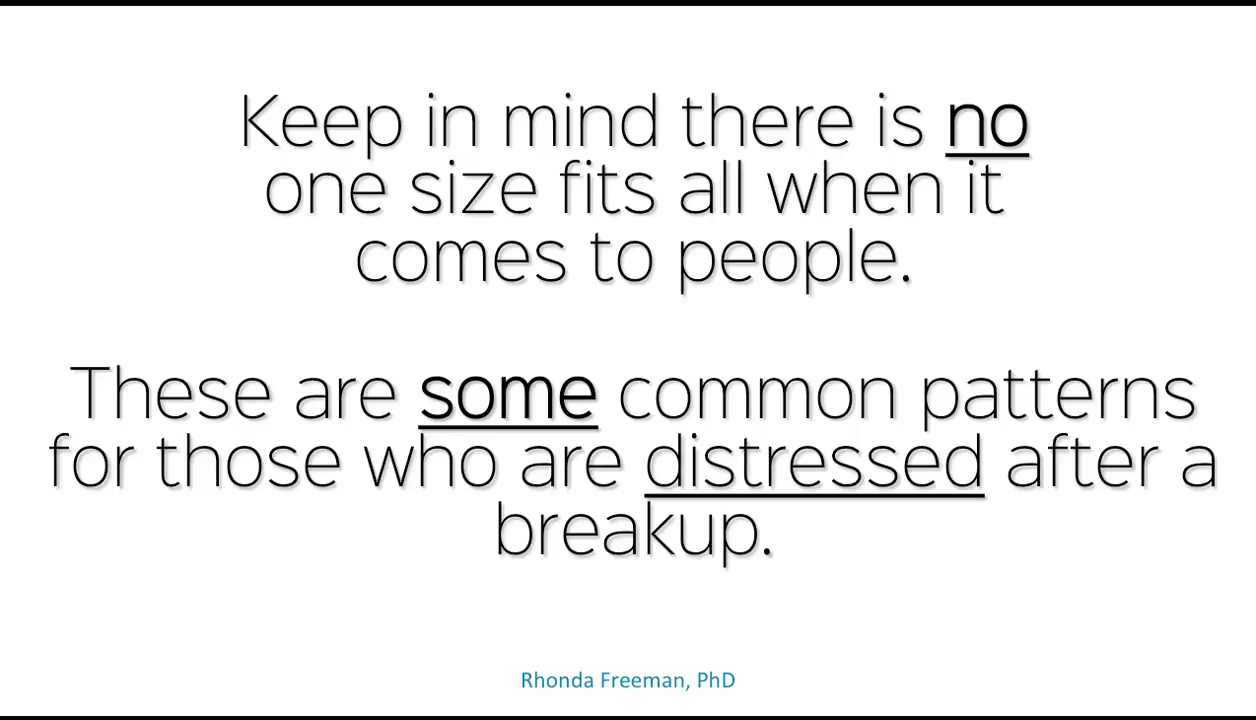 Keep in mind there is no
one size fits all when it
comes to people.
These are some common patterns
for those who are distressed after a
breakup.
Rhonda Freeman, PhD